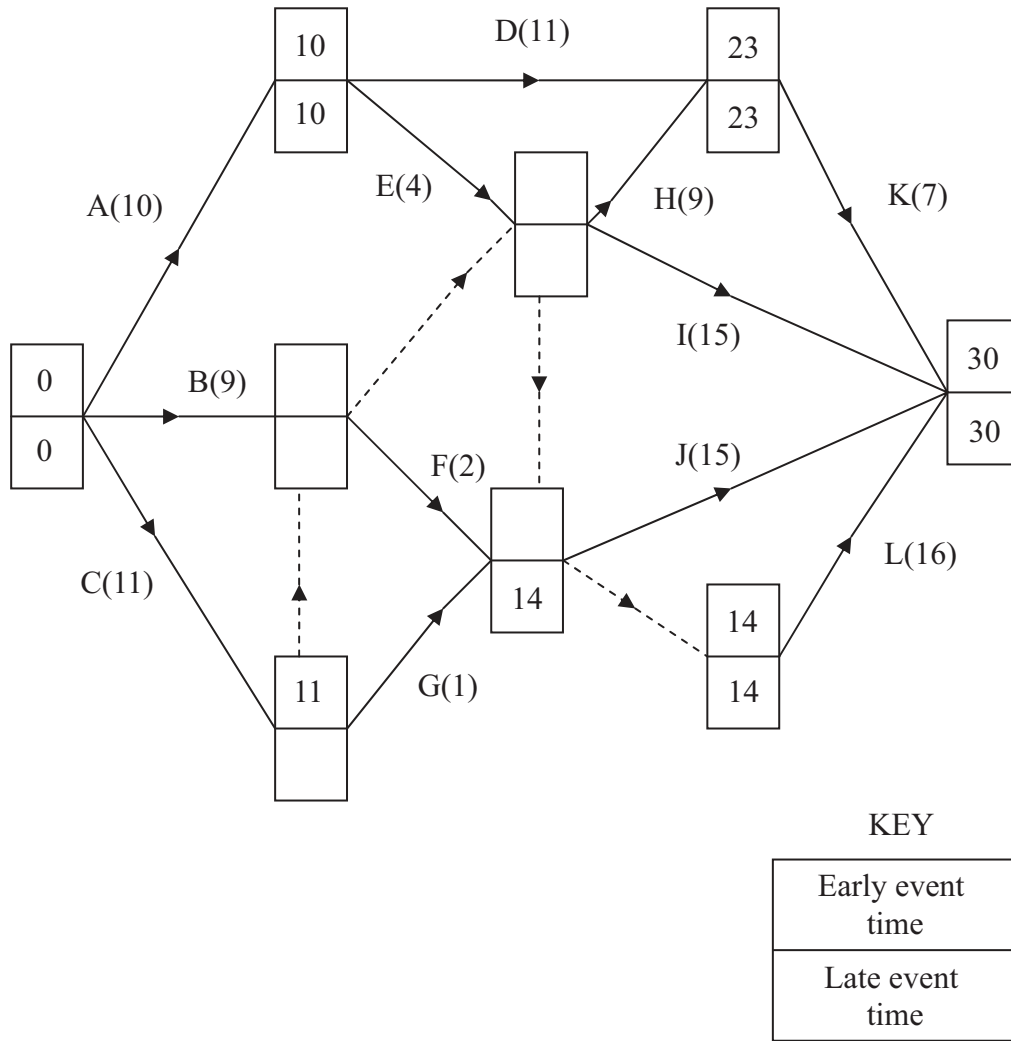 10
10
D(11)
23
23
A(10)
E(4)
H(9)
K(7)
0
0
B(9)
I(15)
30
30
F(2)
J(15)
14
C(11)
L(16)
11
G(1)
14
14
KEY
Early event
time
Late event
time